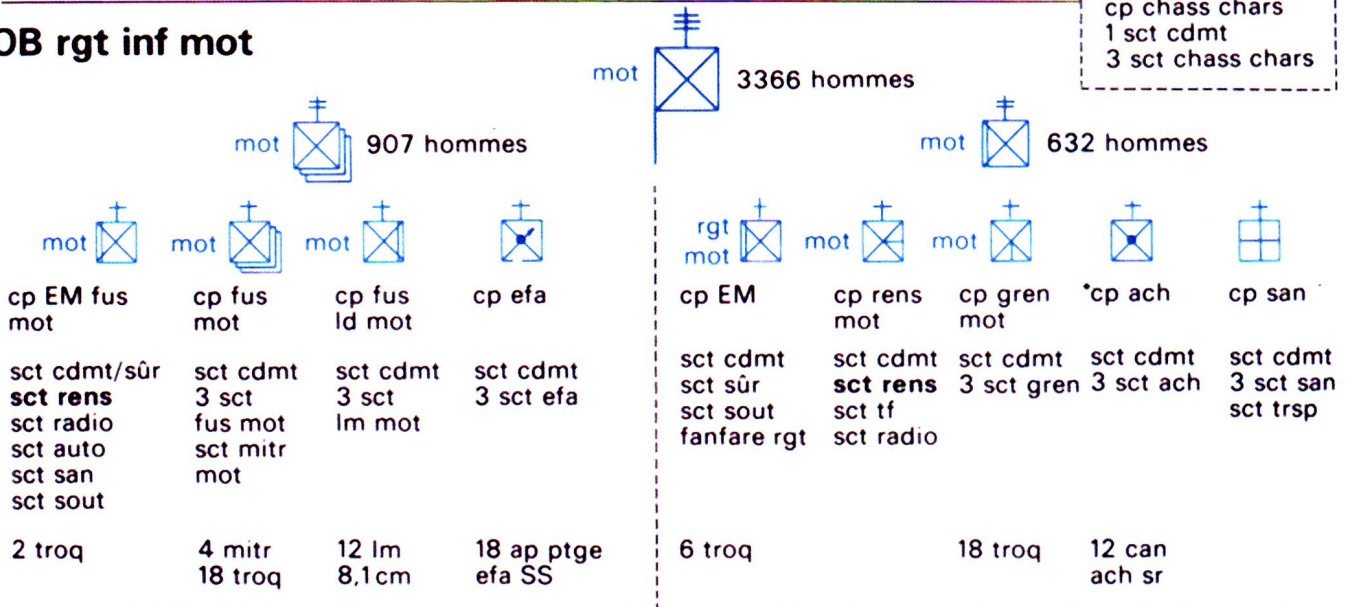 OB rgt inf mot
cp chass chars
1 sct cdmt
3 sct chass chars
mot 3366 hommes
mot 907 hommes
mot 632 hommes
mot
mot
mot
rgt
mot
mot
mot
cp EM fus
mot
cp fus
mot
cp fus
ld mot
cp efa
cp EM
cp rens
mot
cp gren
mot
*cp ach
cp san
sct cdmt/sûr
sct rens
sct radio
sct auto
sct san
sct sout
sct cdmt
3 sct
fus mot
sct mitr
mot
sct cdmt
3 sct
lm mot
sct cdmt
3 sct efa
sct cdmt
sct sûr
sct sout
fanfare rgt
sct cdmt
sct rens
sct tf
sct radio
sct cdmt
3 sct gren
sct cdmt
3 sct ach
sct cdmt
3 sct san
sct trsp
2 troq
4 mitr
18 troq
12 lm
8,1 cm
18 ap ptge
efa SS
6 troq
18 troq
12 can
ach sr